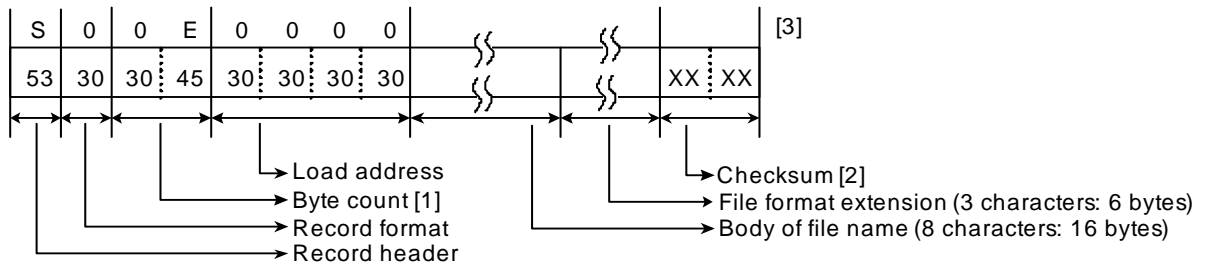 S 0 0 E 0 0 0 0 [3]
53 30 30 45 30 30 30 30 XX XX
Load address
Byte count [1]
Record format
Record header
Checksum [2]
File format extension (3 characters: 6 bytes)
Body of file name (8 characters: 16 bytes)